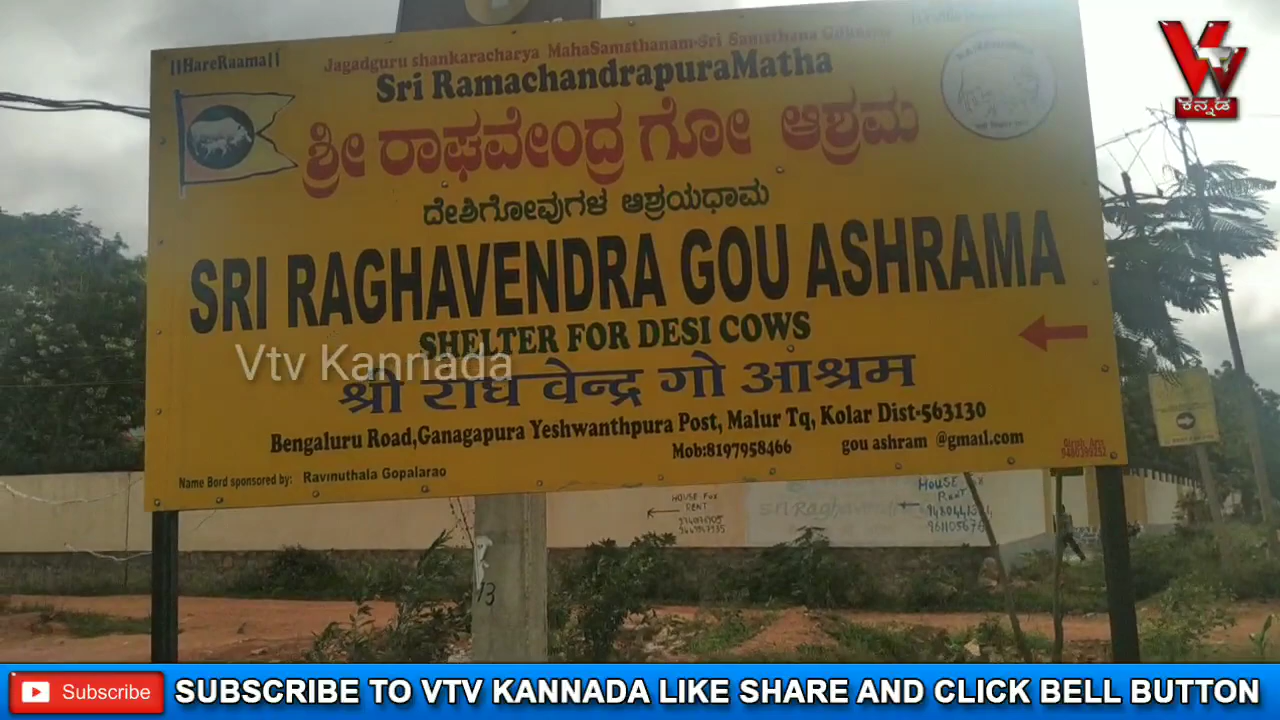 ||HareRaama||
Jagadguru shankaracharya MahaSamsthanam-Sri Samsthana
Sri RamachandrapuraMatha
ಶ್ರೀ ರಾಘವೇಂದ್ರ ಗೋ ಆಶ್ರಮ
ದೇಶಿಗೋವುಗಳ ಆಶ್ರಯಧಾಮ
SRI RAGHAVENDRA GOU ASHRAMA
SHELTER FOR DESI COWS
Vtv Kannada
श्री राघ वेन्द्र गो आश्रम
Bengaluru Road,Ganagapura Yeshwanthpura Post, Malur Tq, Kolar Dist-563130
Mob:8197958466 gou ashram @gmail.com
Name Bord sponsored by: Ravinuthala Gopalarao
V
ಕನ್ನಡ
HOUSE FOR
RENT
HOUSE FOR
RENT
13
Subscribe
SUBSCRIBE TO VTV KANNADA LIKE SHARE AND CLICK BELL BUTTON